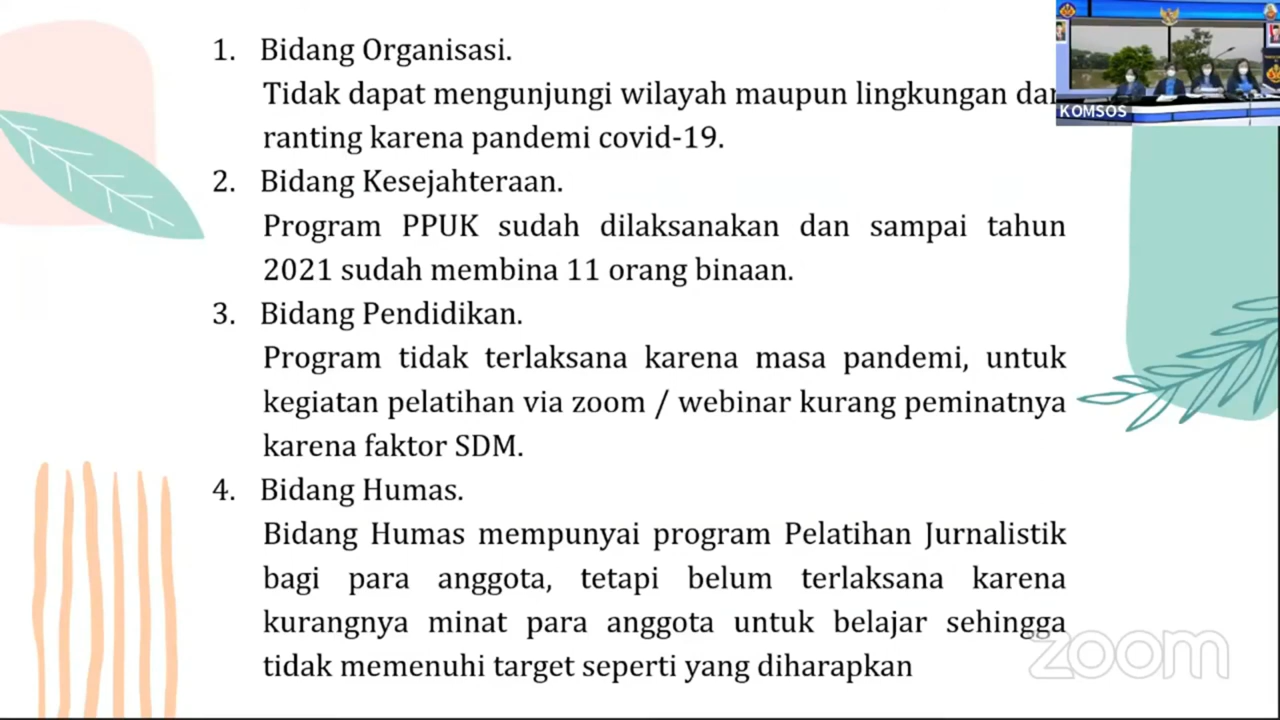 1. Bidang Organisasi.
Tidak dapat mengunjungi wilayah maupun lingkungan dan
ranting karena pandemi covid-19.
2. Bidang Kesejahteraan.
Program PPUK sudah dilaksanakan dan sampai tahun
2021 sudah membina 11 orang binaan.
3. Bidang Pendidikan.
Program tidak terlaksana karena masa pandemi, untuk
kegiatan pelatihan via zoom / webinar kurang peminatnya
karena faktor SDM.
4. Bidang Humas.
Bidang Humas mempunyai program Pelatihan Jurnalistik
bagi para anggota, tetapi belum terlaksana karena
kurangnya minat para anggota untuk belajar sehingga
tidak memenuhi target seperti yang diharapkan
KOMSOS
zoom